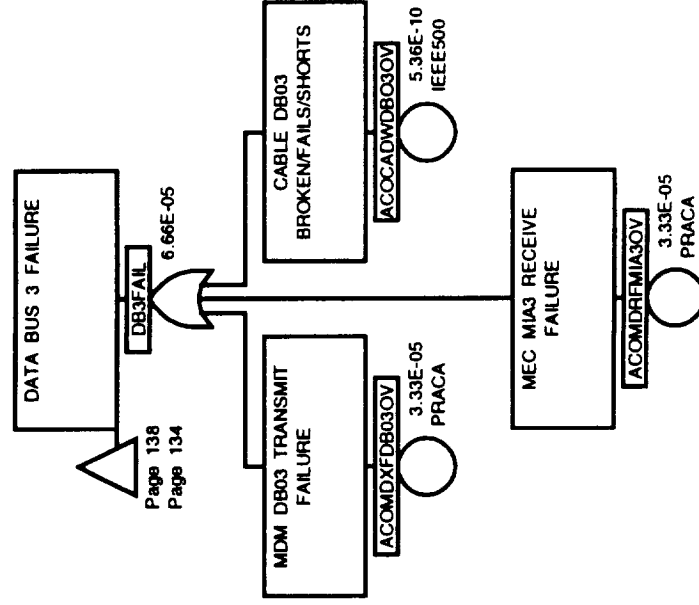 DATA BUS 3 FAILURE
DB3FAIL
6.66E-05
Page 138
Page 134
MDM DB03 TRANSMIT
FAILURE
ACOMDXFDB03OV
3.33E-05
PRACA
CABLE DB03
BROKEN/FAILS/SHORTS
ACOCADWDBO3OV
5.36E-10
IEEE500
MEC MIA3 RECEIVE
FAILURE
ACOMDRFMIA3OV
3.33E-05
PRACA